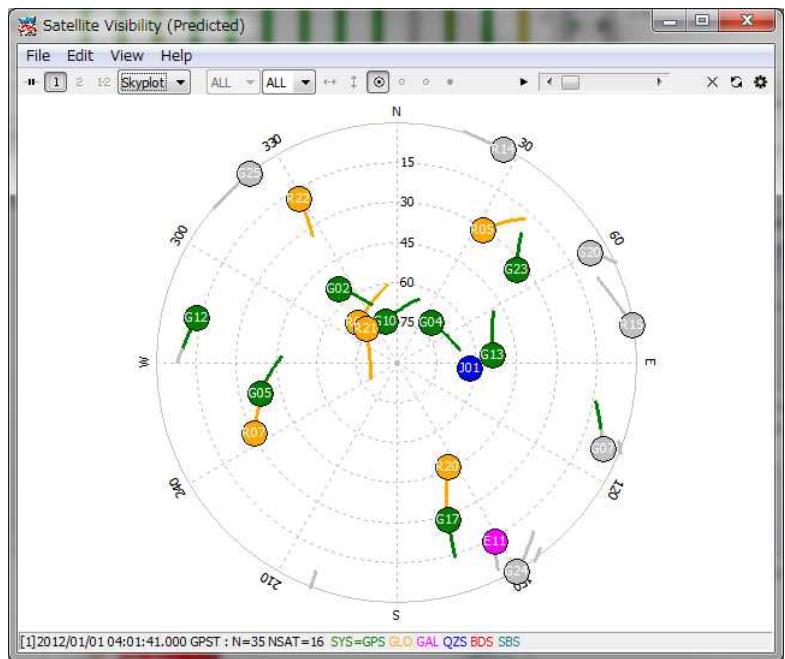 Satellite Visibility (Predicted)
File Edit View Help
1 2 1-2 Skyplot ALL ALL
N
330 30
G25 R14
15
R22 30
R05
300 45 60
G20
G23
60
G02
G12 G10 75 G04 R15
R21
W G13 E
J01
G05
R07
G07
R20
240 120
G17
E11
G24
210 150
S
[1]2012/01/01 04:01:41.000 GPST : N=35 NSAT=16 SYS=GPS GLO GAL QZS BDS SBS